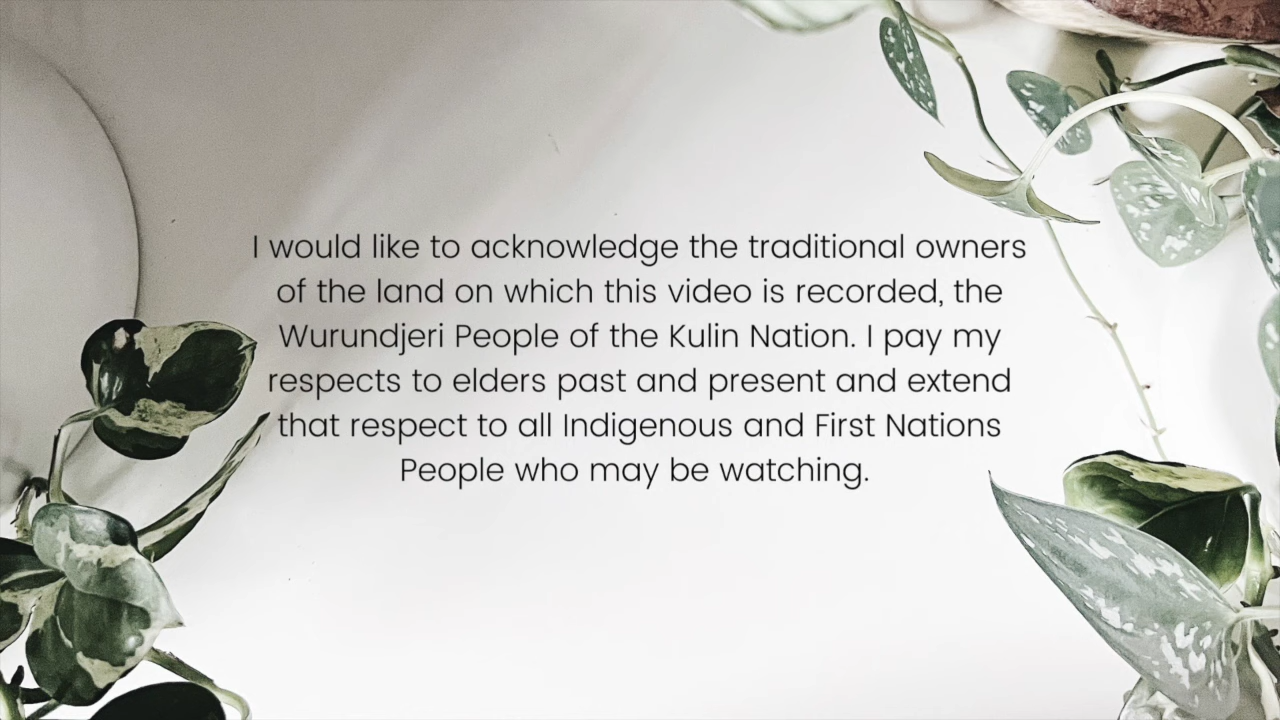 I would like to acknowledge the traditional owners
of the land on which this video is recorded, the
Wurundjeri People of the Kulin Nation. I pay my
respects to elders past and present and extend
that respect to all Indigenous and First Nations
People who may be watching.